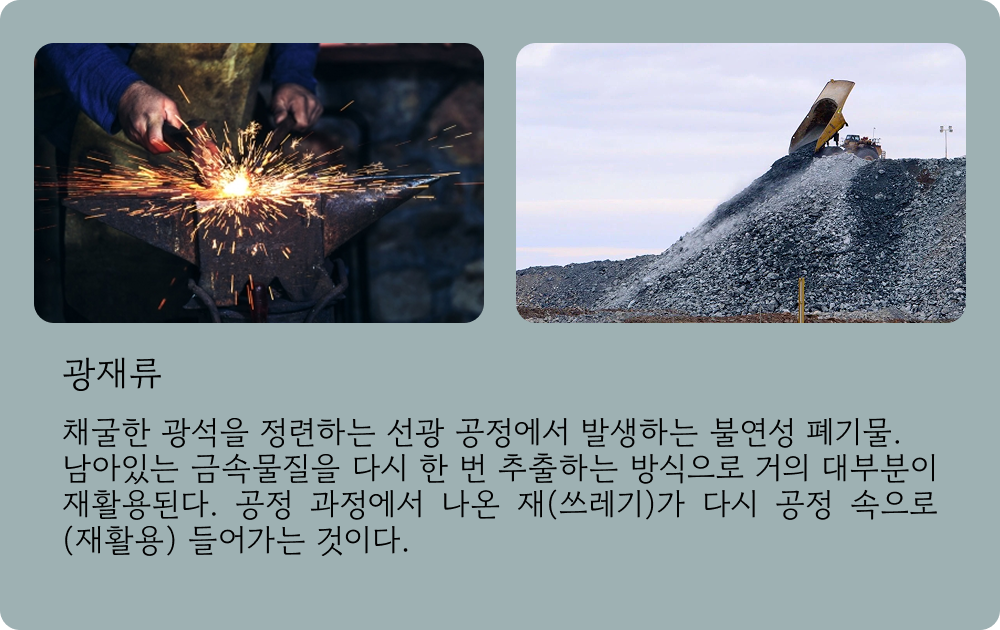 광재류
채굴한 광석을 정련하는 선광 공정에서 발생하는 불연성 폐기물.
남아있는 금속물질을 다시 한 번 추출하는 방식으로 거의 대부분이
재활용된다. 공정 과정에서 나온 재(쓰레기)가 다시 공정 속으로
(재활용) 들어가는 것이다.